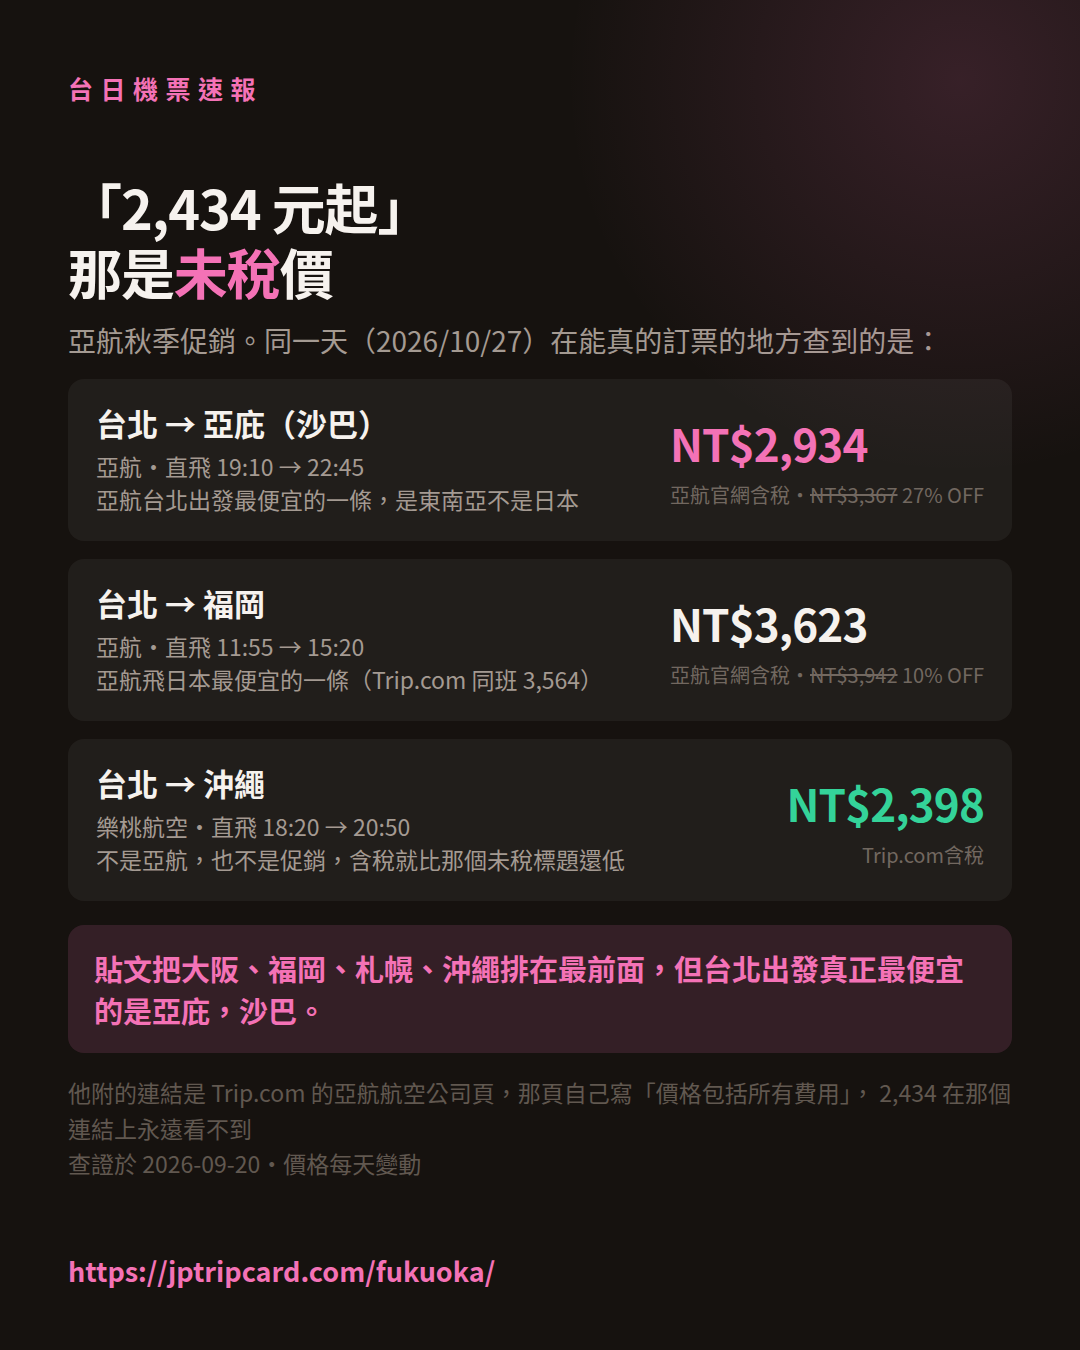 台日機票速報
「2,434 元起」
那是未稅價
亞航秋季促銷。同一天（2026/10/27）在能真的訂票的地方查到的是：
台北 → 亞庇（沙巴）
亞航・直飛 19:10 → 22:45
亞航台北出發最便宜的一條，是東南亞不是日本
NT$2,934
亞航官網含稅・NT$3,367 27% OFF
台北 → 福岡
亞航・直飛 11:55 → 15:20
亞航飛日本最便宜的一條（Trip.com 同班 3,564）
NT$3,623
亞航官網含稅・NT$3,942 10% OFF
台北 → 沖繩
樂桃航空・直飛 18:20 → 20:50
不是亞航，也不是促銷，含稅就比那個未稅標題還低
NT$2,398
Trip.com含稅
貼文把大阪、福岡、札幌、沖繩排在最前面，但台北出發真正最便宜
的是亞庇，沙巴。
他附的連結是 Trip.com 的亞航航空公司頁，那頁自己寫「價格包括所有費用」， 2,434 在那個
連結上永遠看不到
查證於 2026-09-20・價格每天變動
https://jptripcard.com/fukuoka/